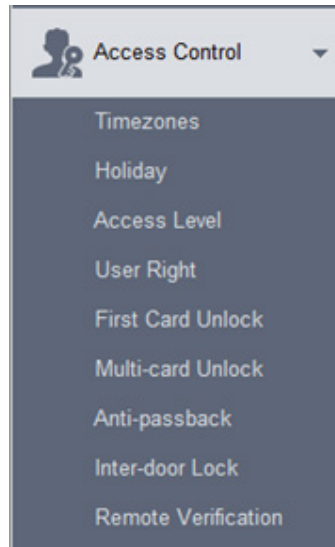 Access Control
Timezones
Holiday
Access Level
User Right
First Card Unlock
Multi-card Unlock
Anti-passback
Inter-door Lock
Remote Verification